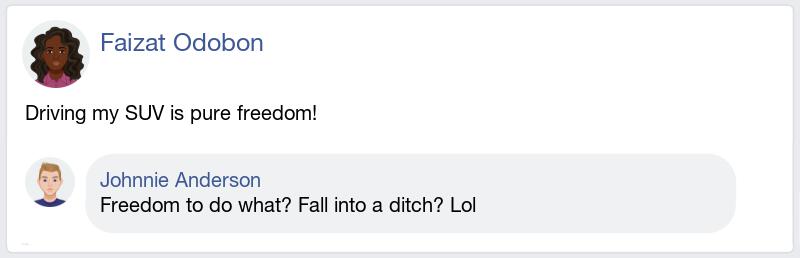 Faizat Odobon
Driving my SUV is pure freedom!
Johnnie Anderson
Freedom to do what? Fall into a ditch? Lol